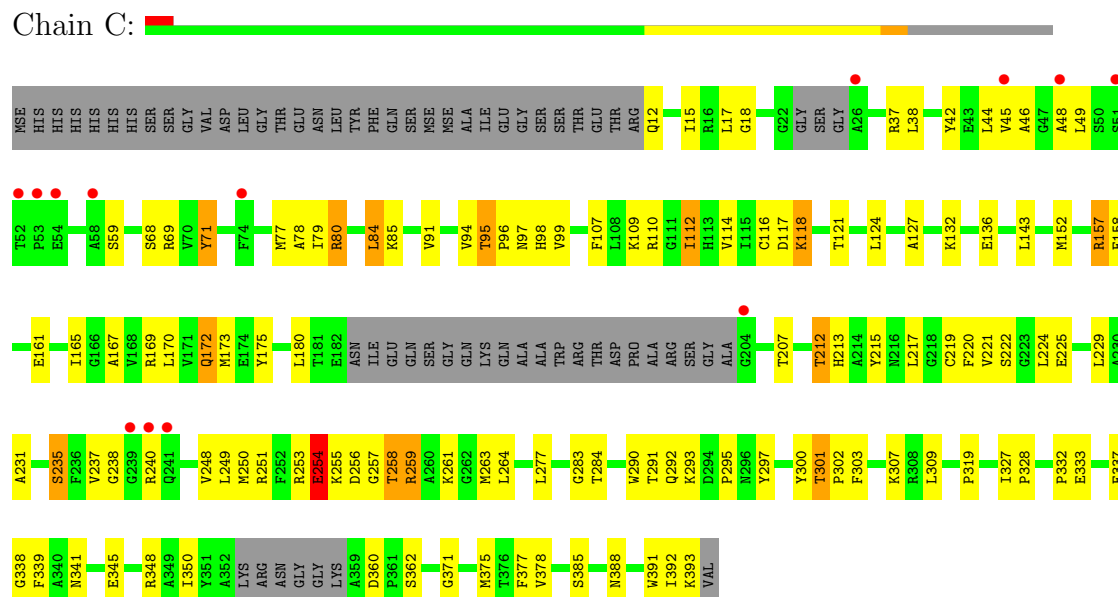 Chain C:
MSE HIS HIS HIS HIS HIS HIS SER SER GLY VAL ASP LEU GLY THR GLU ASN LEU TYR PHE GLN SER MSE MSE ALA ILE GLU GLY SER SER THR GLU THR ARG Q12 I15 R16 L17 G18 G22 GLY SER GLY A26 R37 L38 Y42 E43 L44 V45 A46 G47 A48 L49 S50 S51
T52 P53 E54 A58 S59 S68 R69 V70 Y71 F74 M77 A78 I79 R80 L84 K85 V91 V94 T95 P96 N97 H98 V99 F107 L108 K109 R110 G111 I112 H113 V114 I115 C116 D117 K118 T121 L124 A127 K132 E136 L143 M152 R157
E161 I165 G166 A167 V168 R169 L170 V171 Q172 M173 E174 Y175 L180 T181 E182 ASN ILE GLU GLN SER GLY GLN LYS GLN ALA ALA TRP ARG THR ASP PRO ALA ARG SER GLY ALA G204 T207 T212 H213 A214 Y215 N216 L217 G218 C219 F220 V221 S222 G223 L224 E225 L229 A230
A231 S235 F236 V237 G238 G239 R240 Q241 V248 L249 M250 R251 F252 R253 E254 K255 D256 G257 T258 R259 A260 K261 G262 M263 L264 L277 G283 T284 W290 T291 Q292 K293 D294 P295 N296 Y297 Y300 T301 P302 F303 K307 R308 L309 P319 I327 P328 P332 E333
G338 F339 A340 N341 E345 R348 A349 I350 Y351 A352 LYS ARG ASN GLY GLY LYS A359 D360 P361 S362 G371 M375 T376 F377 V378 S385 N388 W391 I392 K393 VAL